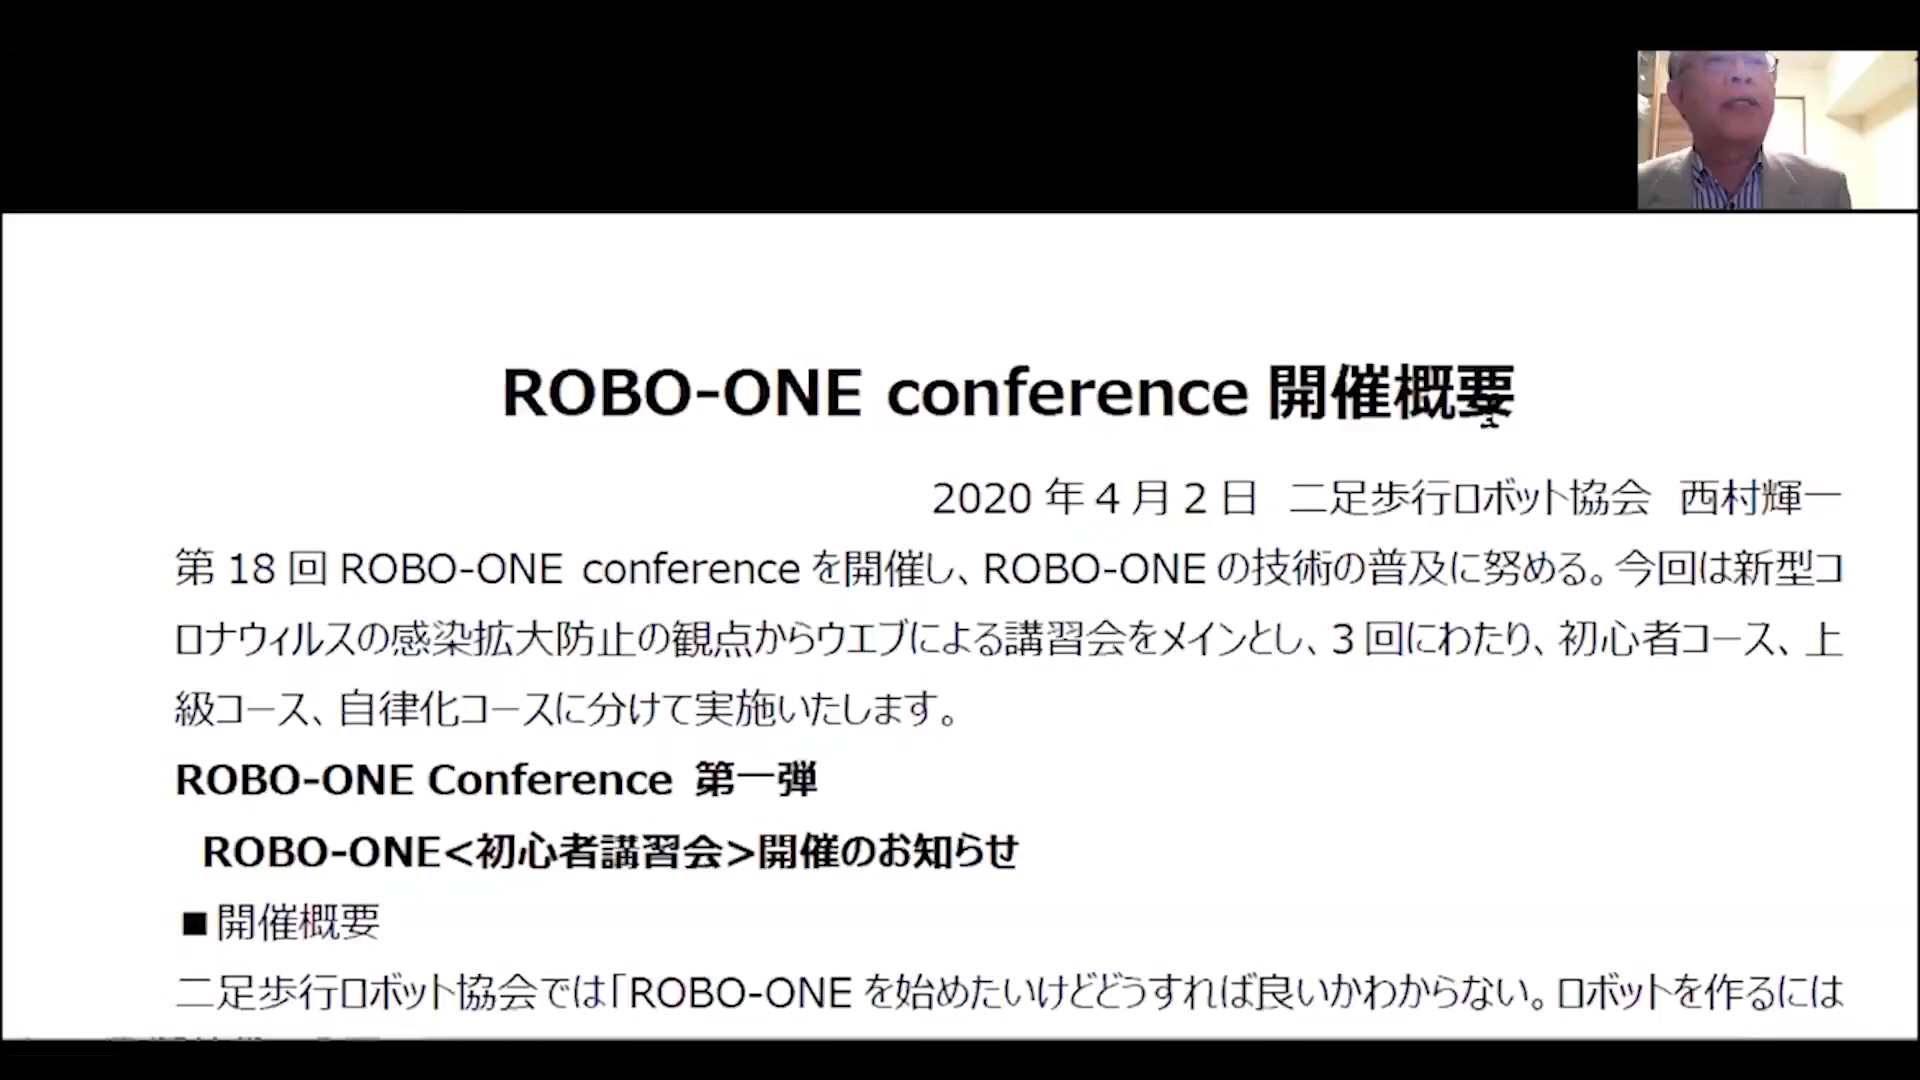 ROBO-ONE conference 開催概要
2020 年 4 月 2 日 二足歩行ロボット協会 西村輝一
第 18 回 ROBO-ONE conference を開催し、ROBO-ONE の技術の普及に努める。今回は新型コ
ロナウィルスの感染拡大防止の観点からウエブによる講習会をメインとし、3 回にわたり、初心者コース、上
級コース、自律化コースに分けて実施いたします。
ROBO-ONE Conference 第一弾
ROBO-ONE<初心者講習会>開催のお知らせ
■開催概要
二足歩行ロボット協会では「ROBO-ONE を始めたいけどどうすれば良いかわからない。ロボットを作るには